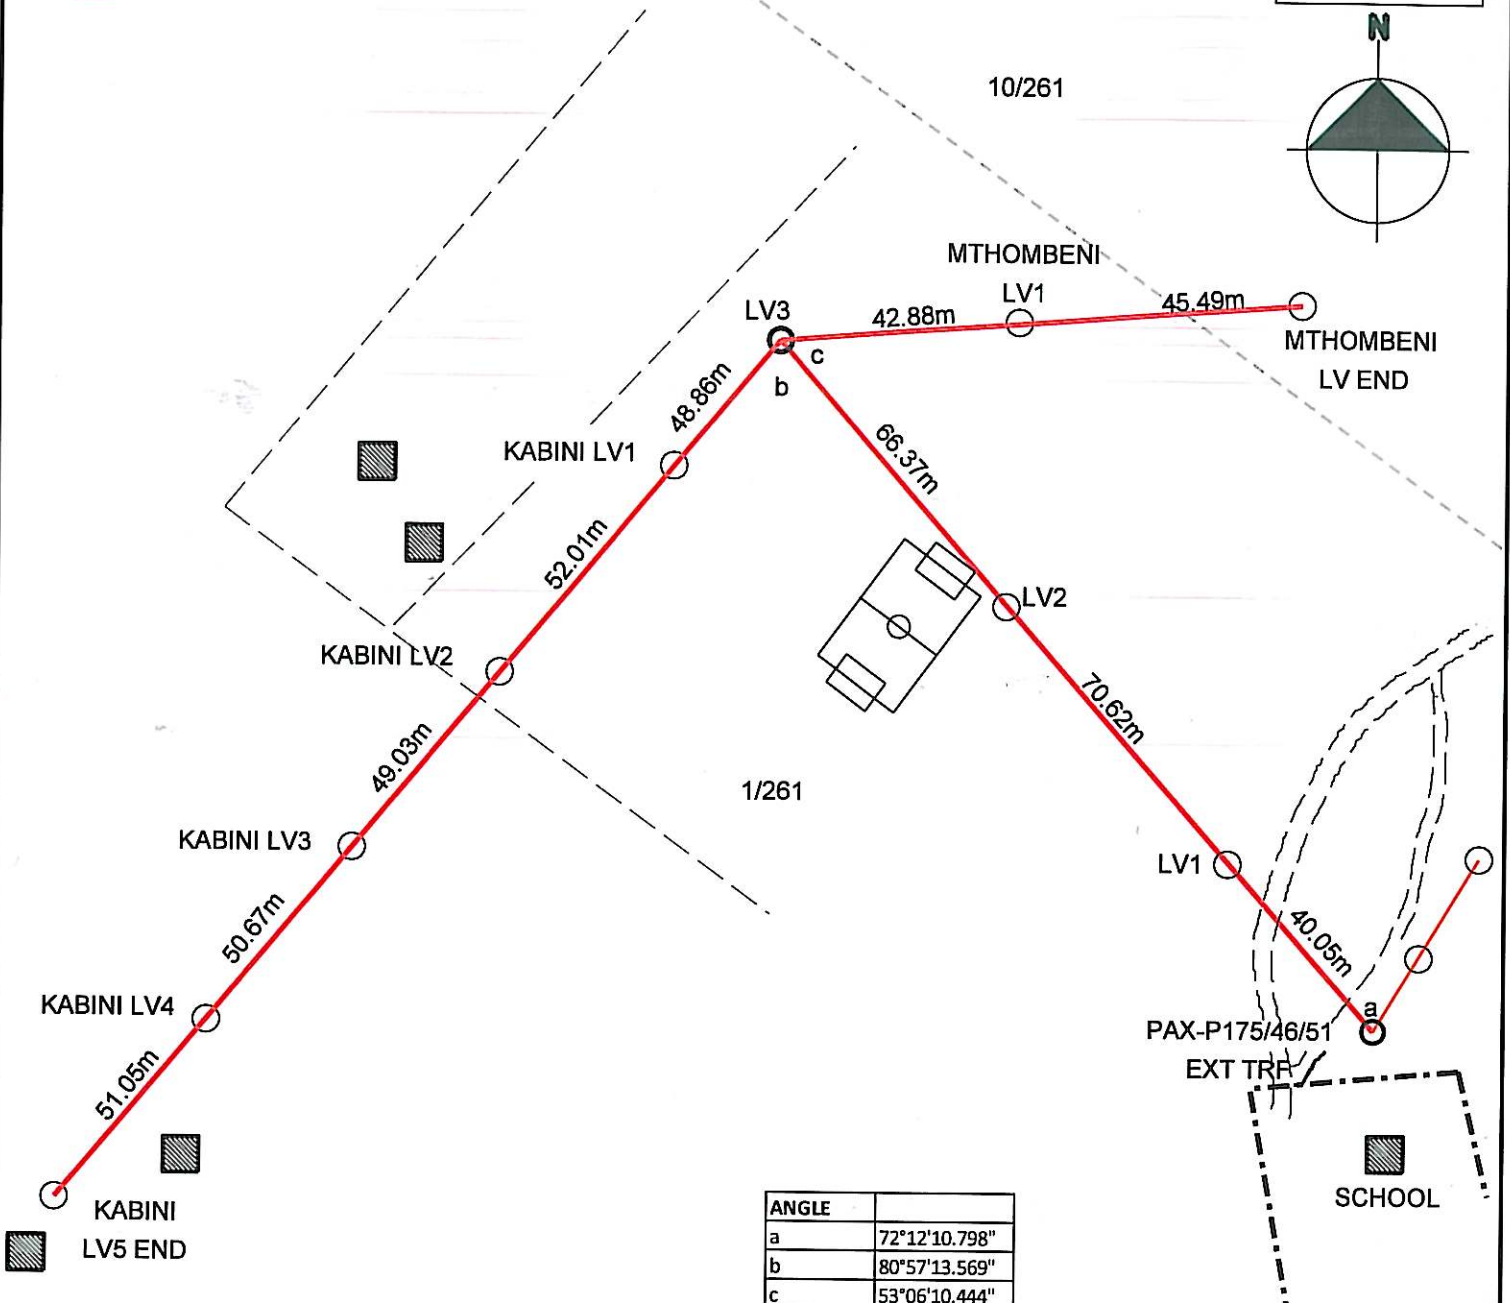 N
10/261
MTHOMBENI
LV1
LV3
42.88m
45.49m
MTHOMBENI
LV END
c
b
48.86m
KABINI LV1
66.37m
52.01m
LV2
KABINI LV2
70.62m
49.03m
1/261
KABINI LV3
LV1
50.67m
40.05m
KABINI LV4
a
PAX-P175/46/51
EXT TRF
51.05m
SCHOOL
KABINI
LV5 END
ANGLE
a 72°12'10.798"
b 80°57'13.569"
c 53°06'10.444"